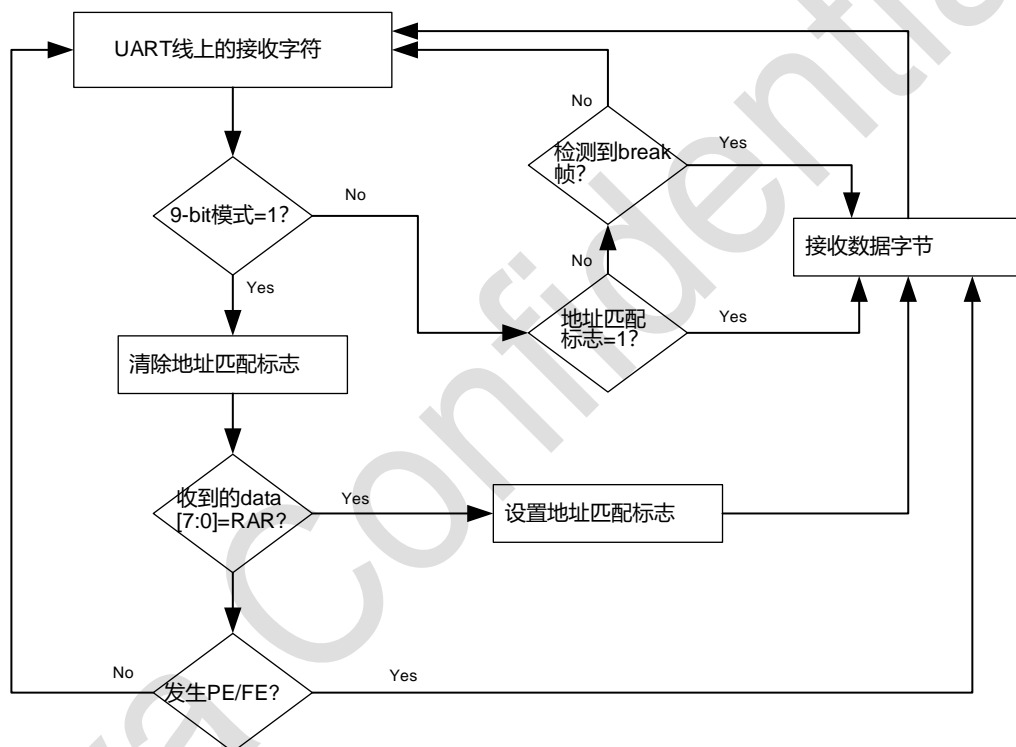 UART线上的接收字符
No
检测到break
帧?
Yes
9-bit模式=1?
No
接收数据字节
No
Yes
地址匹配
标志=1?
Yes
清除地址匹配标志
收到的data
[7:0]=RAR?
Yes
设置地址匹配标志
No
发生PE/FE?
Yes
ra Confidentia